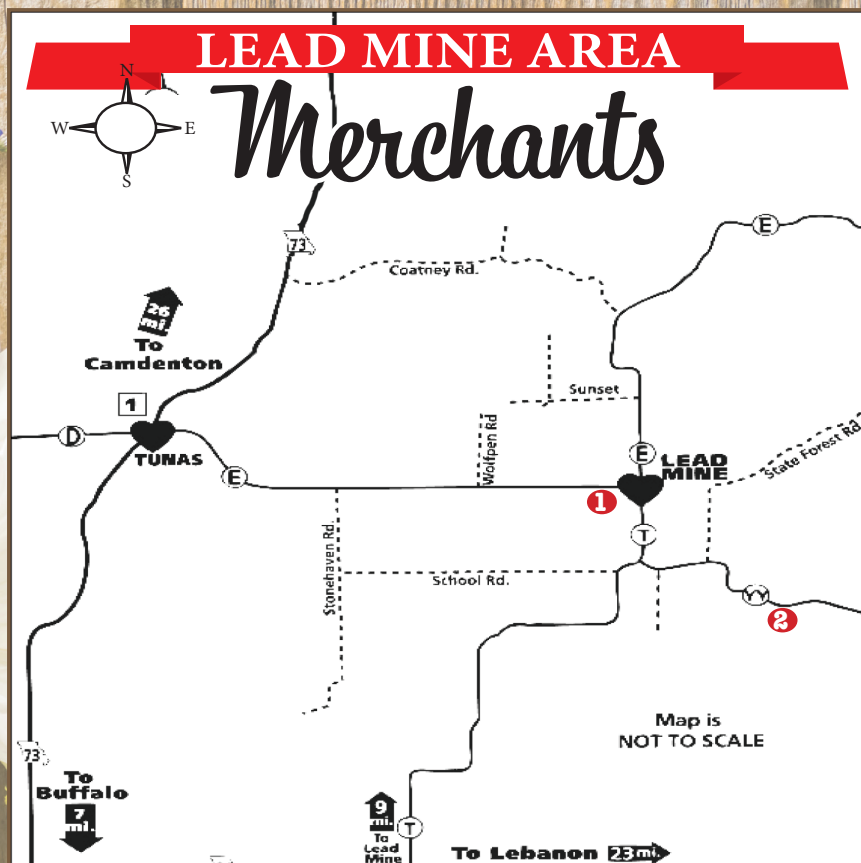 LEAD MINE AREA
Merchants
N
W
E
S
73
E
Coatney Rd.
26
mi.
To
Camdenton
Sunset
1
D
TUNAS
E
Wolfpen Rd
E
LEAD
MINE
State Forest Rd
1
T
Stonehaven Rd.
School Rd.
YY
2
Map is
NOT TO SCALE
73
To
Buffalo
7
mi.
9
mi.
To
Lead
Mine
T
To Lebanon 23mi.